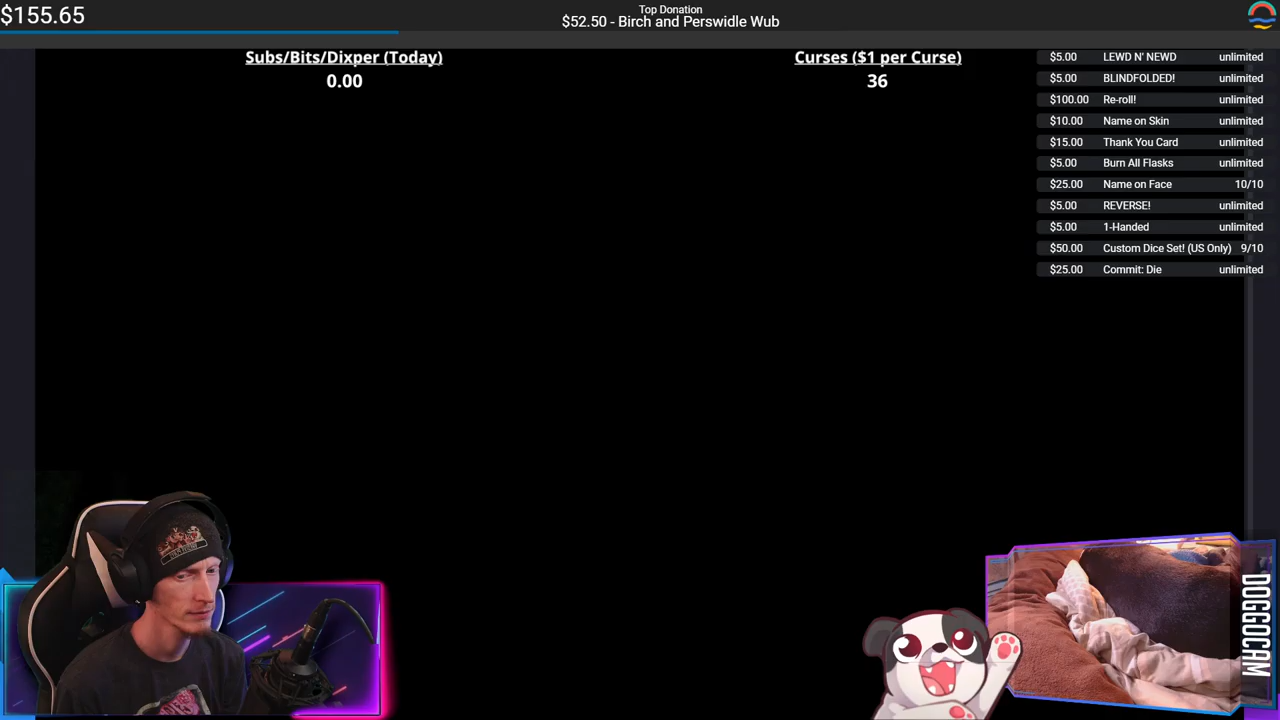 $155.65
Top Donation
$52.50 - Birch and Perswidle Wub
Subs/Bits/Dixper (Today)
0.00
Curses ($1 per Curse)
36
$5.00 LEWD N' NEWD unlimited
$5.00 BLINDFOLDED! unlimited
$100.00 Re-roll! unlimited
$10.00 Name on Skin unlimited
$15.00 Thank You Card unlimited
$5.00 Burn All Flasks unlimited
$25.00 Name on Face 10/10
$5.00 REVERSE! unlimited
$5.00 1-Handed unlimited
$50.00 Custom Dice Set! (US Only) 9/10
$25.00 Commit: Die unlimited
DOGGOCAM